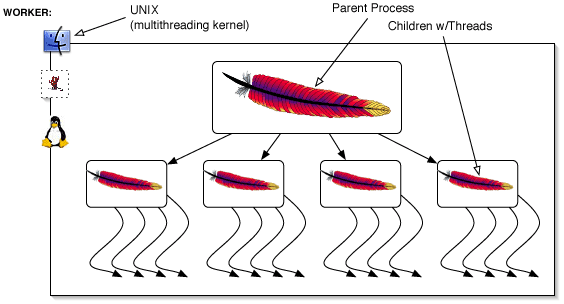 WORKER:
UNIX
(multithreading kernel)
Parent Process
Children w/Threads